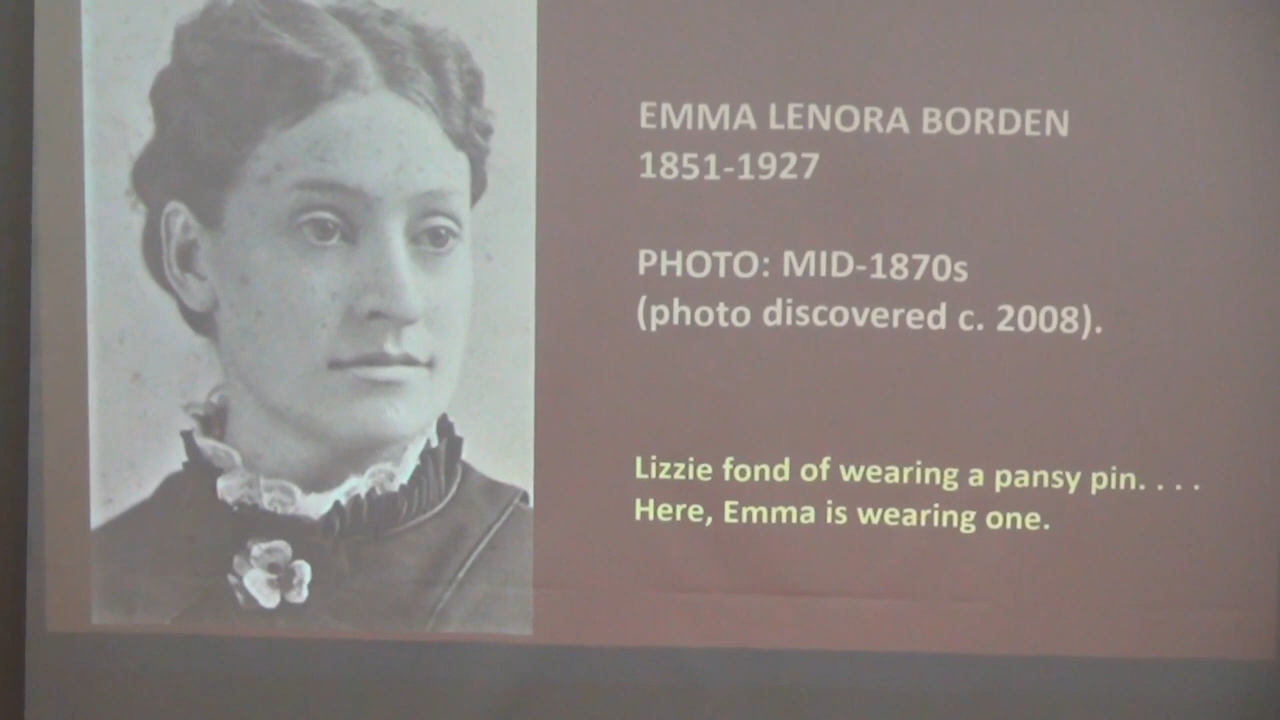 EMMA LENORA BORDEN
1851-1927
PHOTO: MID-1870s
(photo discovered c. 2008).
Lizzie fond of wearing a pansy pin. . . .
Here, Emma is wearing one.